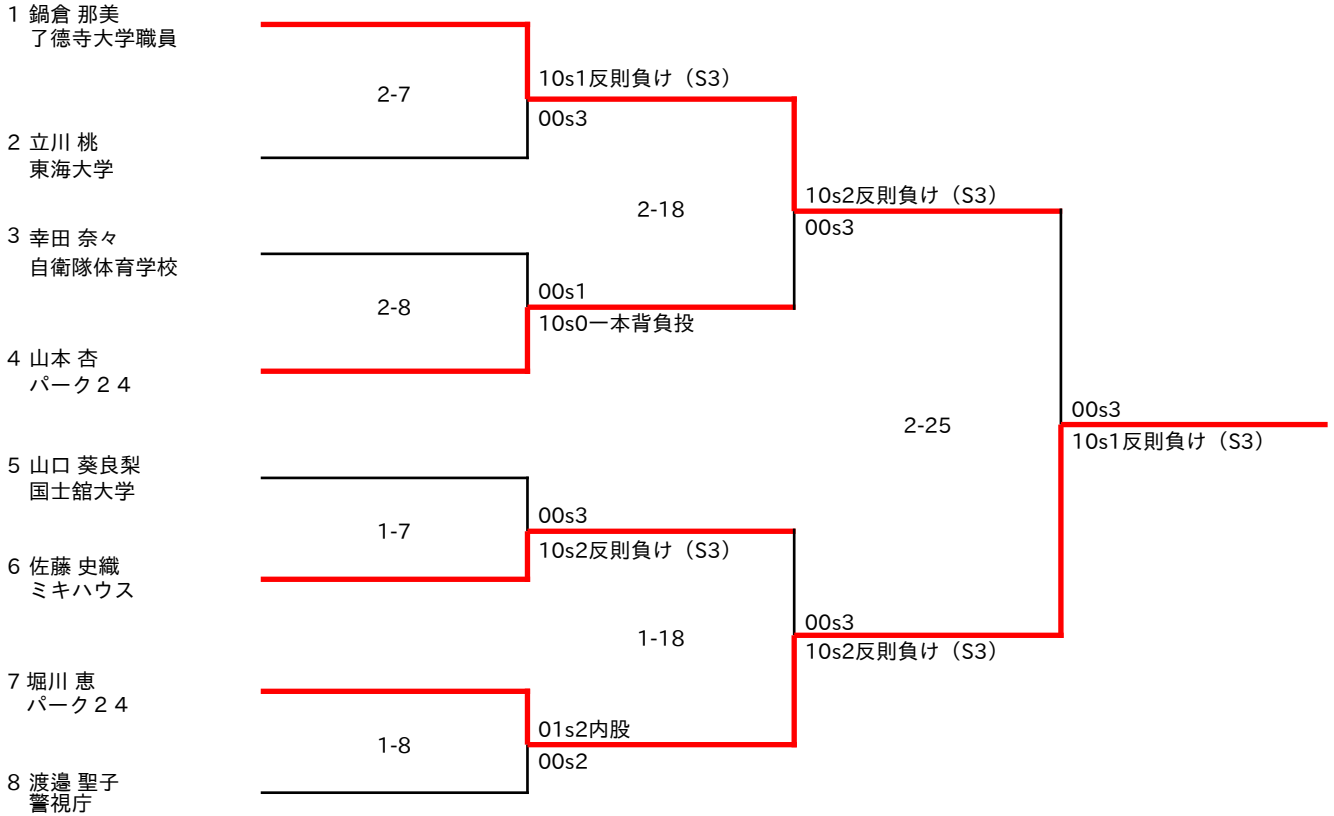 1 鍋倉 那美
了德寺大学職員
2-7
10s1反則負け（S3）
00s3
2 立川 桃
東海大学
2-18
10s2反則負け（S3）
00s3
3 幸田 奈々
自衛隊体育学校
2-8
00s1
10s0一本背負投
4 山本 杏
パーク２４
2-25
00s3
10s1反則負け（S3）
5 山口 葵良梨
国士舘大学
1-7
00s3
10s2反則負け（S3）
6 佐藤 史織
ミキハウス
1-18
00s3
10s2反則負け（S3）
7 堀川 恵
パーク２４
1-8
01s2内股
00s2
8 渡邉 聖子
警視庁